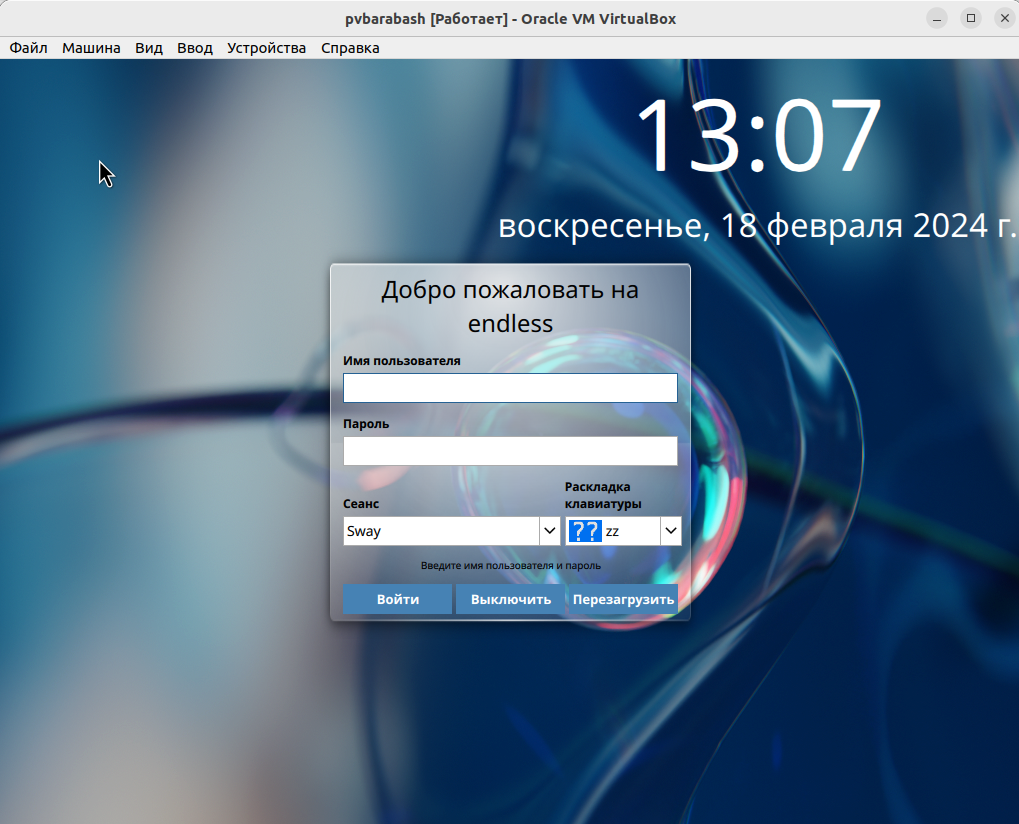 pvbarabash [Работает] - Oracle VM VirtualBox
Файл Машина Вид Ввод Устройства Справка
13:07
воскресенье, 18 февраля 2024 г.
Добро пожаловать на
endless
Имя пользователя
Пароль
Сеанс
Раскладка
клавиатуры
Sway
?? zz
Введите имя пользователя и пароль
Войти Выключить Перезагрузить